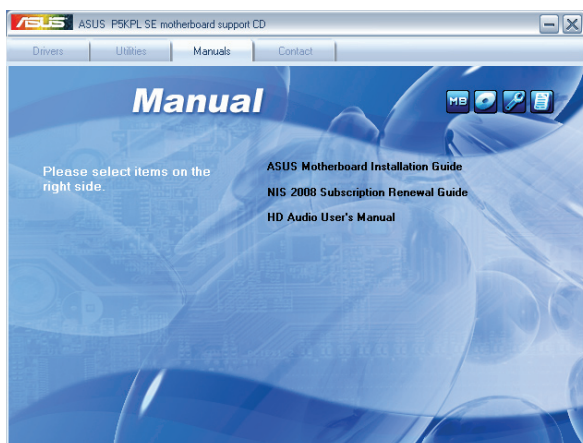 ASUS ASUS P5KPL SE motherboard support CD
Drivers Utilities Manuals Contact
Manual
MB
Please select items on the
right side.
ASUS Motherboard Installation Guide
NIS 2008 Subscription Renewal Guide
HD Audio User's Manual